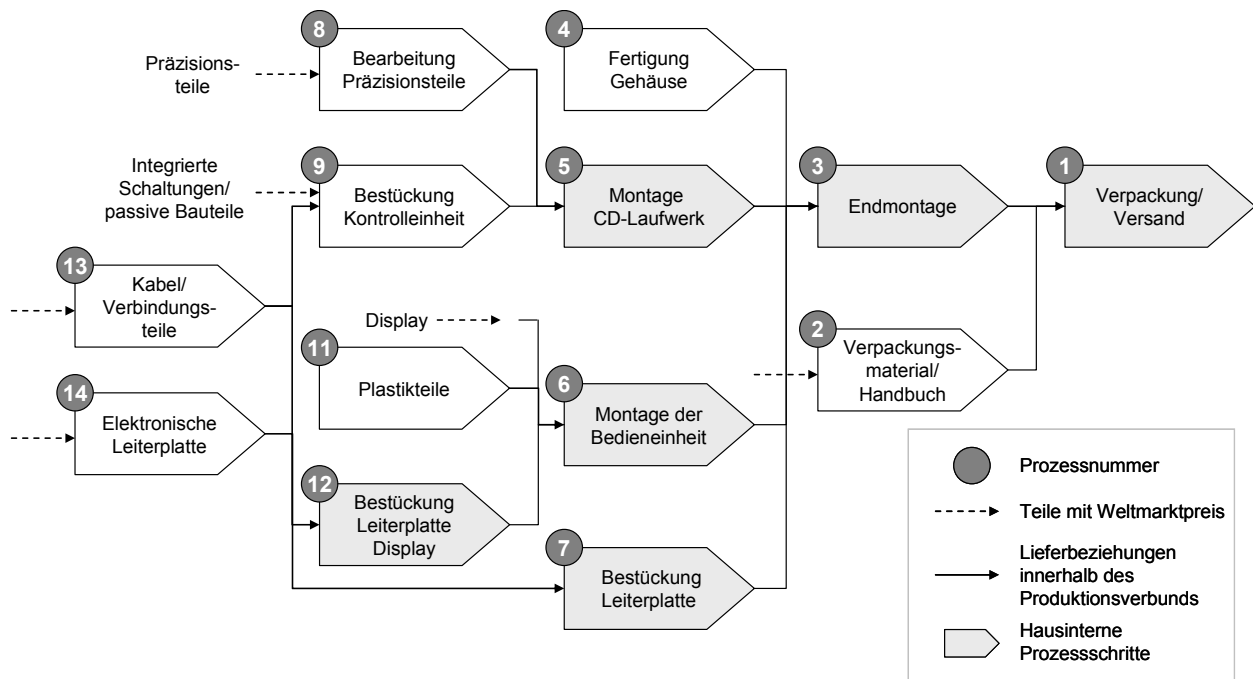 8
Bearbeitung
Präzisionsteile
4
Fertigung
Gehäuse
Präzisions-
teile
9
Bestückung
Kontrolleinheit
5
Montage
CD-Laufwerk
3
Endmontage
1
Verpackung/
Versand
Integrierte
Schaltungen/
passive Bauteile
13
Kabel/
Verbindungs-
teile
Display
11
Plastikteile
2
Verpackungs-
material/
Handbuch
14
Elektronische
Leiterplatte
6
Montage der
Bedieneinheit
12
Bestückung
Leiterplatte
Display
7
Bestückung
Leiterplatte
Prozessnummer
Teile mit Weltmarktpreis
Lieferbeziehungen
innerhalb des
Produktionsverbunds
Hausinterne
Prozessschritte